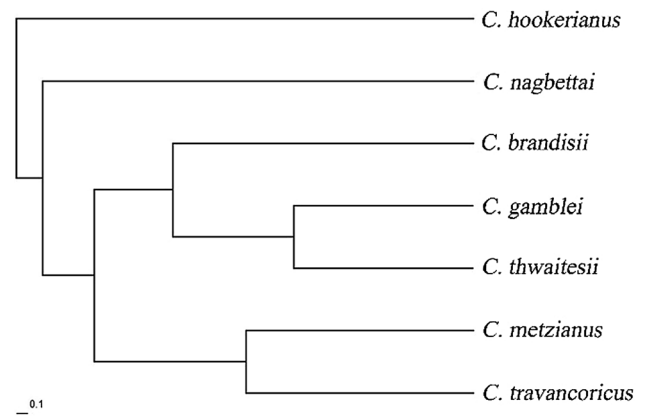 C. hookerianus
C. nagbettai
C. brandisii
C. gamblei
C. thwaitesii
C. metzianus
C. travancoricus
0.1